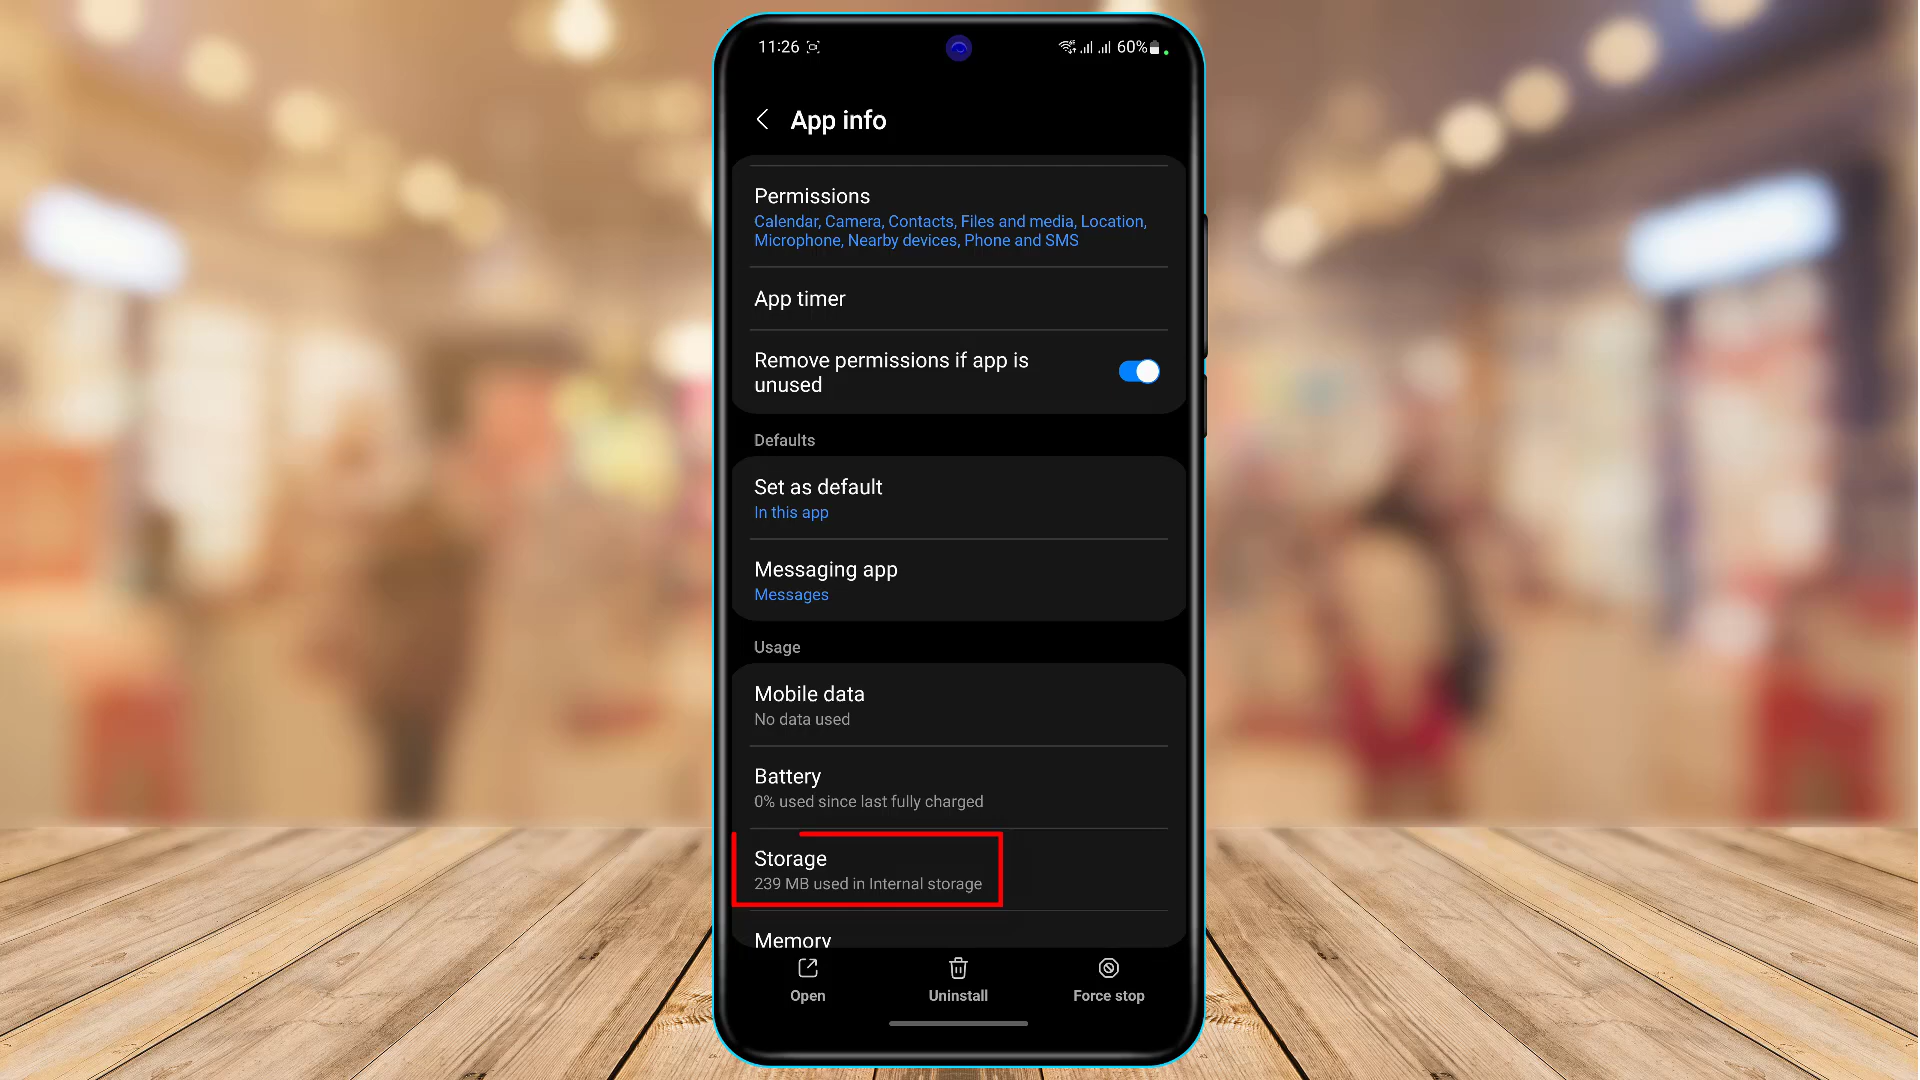 11:26 60%
App info
Permissions
Calendar, Camera, Contacts, Files and media, Location,
Microphone, Nearby devices, Phone and SMS
App timer
Remove permissions if app is
unused
Defaults
Set as default
In this app
Messaging app
Messages
Usage
Mobile data
No data used
Battery
0% used since last fully charged
Storage
239 MB used in Internal storage
Memory
Open Uninstall Force stop